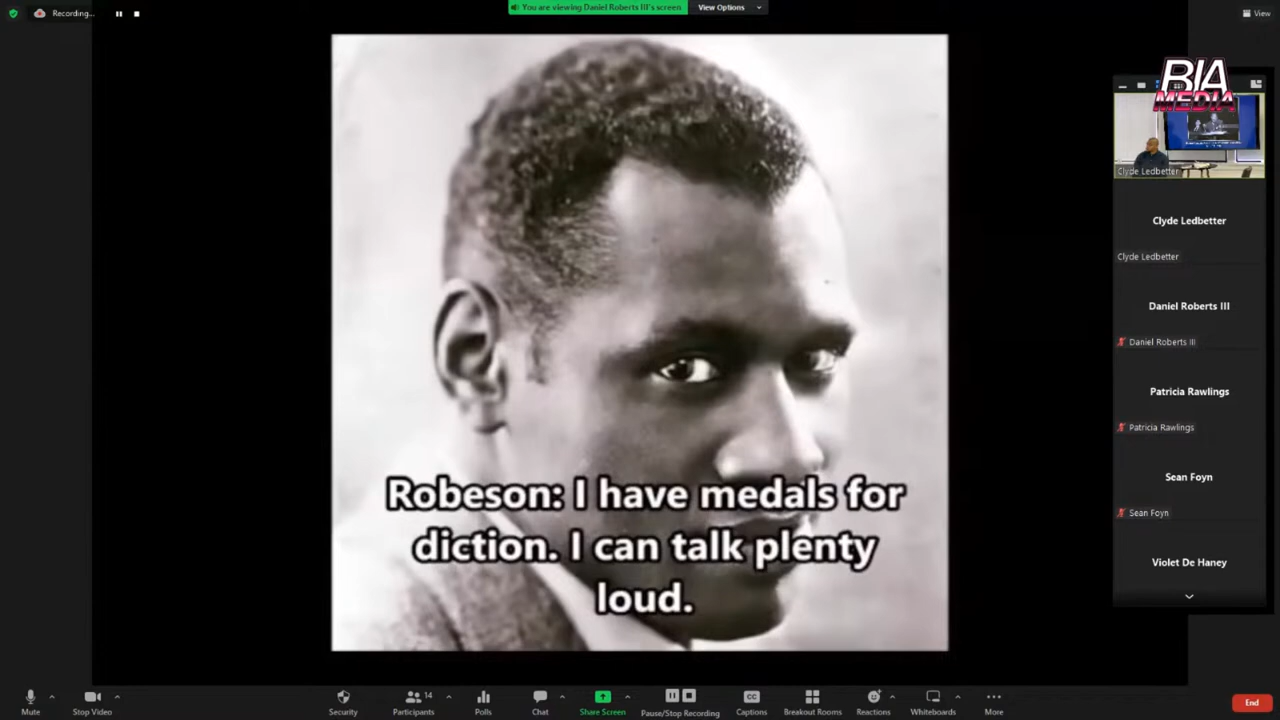 Recording...
You are viewing Daniel Roberts III's screen
View Options
View
BIA
MEDIA
Clyde Ledbetter
Clyde Ledbetter
Clyde Ledbetter
Daniel Roberts III
Daniel Roberts III
Patricia Rawlings
Patricia Rawlings
Sean Foyn
Sean Foyn
Violet De Haney
Robeson: I have medals for
diction. I can talk plenty
loud.
Mute
Stop Video
Security
Participants
14
Polls
Chat
Share Screen
Pause/Stop Recording
CC
Captions
Breakout Rooms
Reactions
Whiteboards
More
End